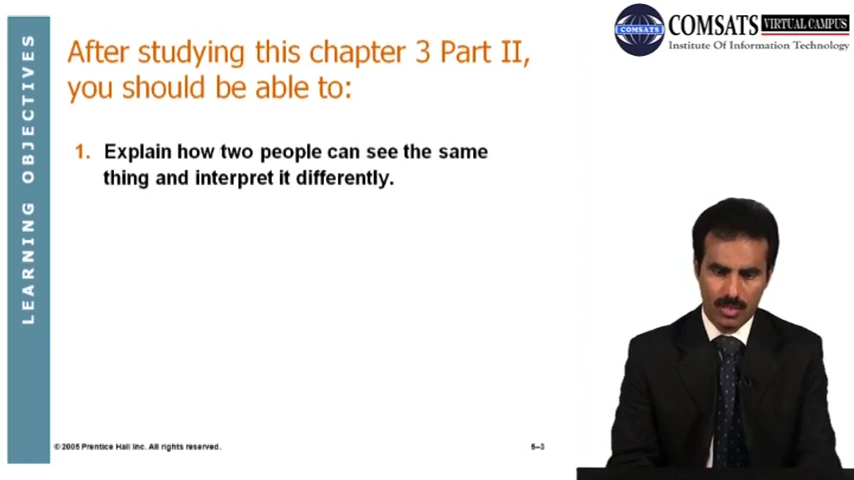 LEARNING OBJECTIVES
After studying this chapter 3 Part II,
you should be able to:
1. Explain how two people can see the same
thing and interpret it differently.
© 2005 Prentice Hall Inc. All rights reserved.
5–3
COMSATS
COMSATS VIRTUAL CAMPUS
Institute Of Information Technology